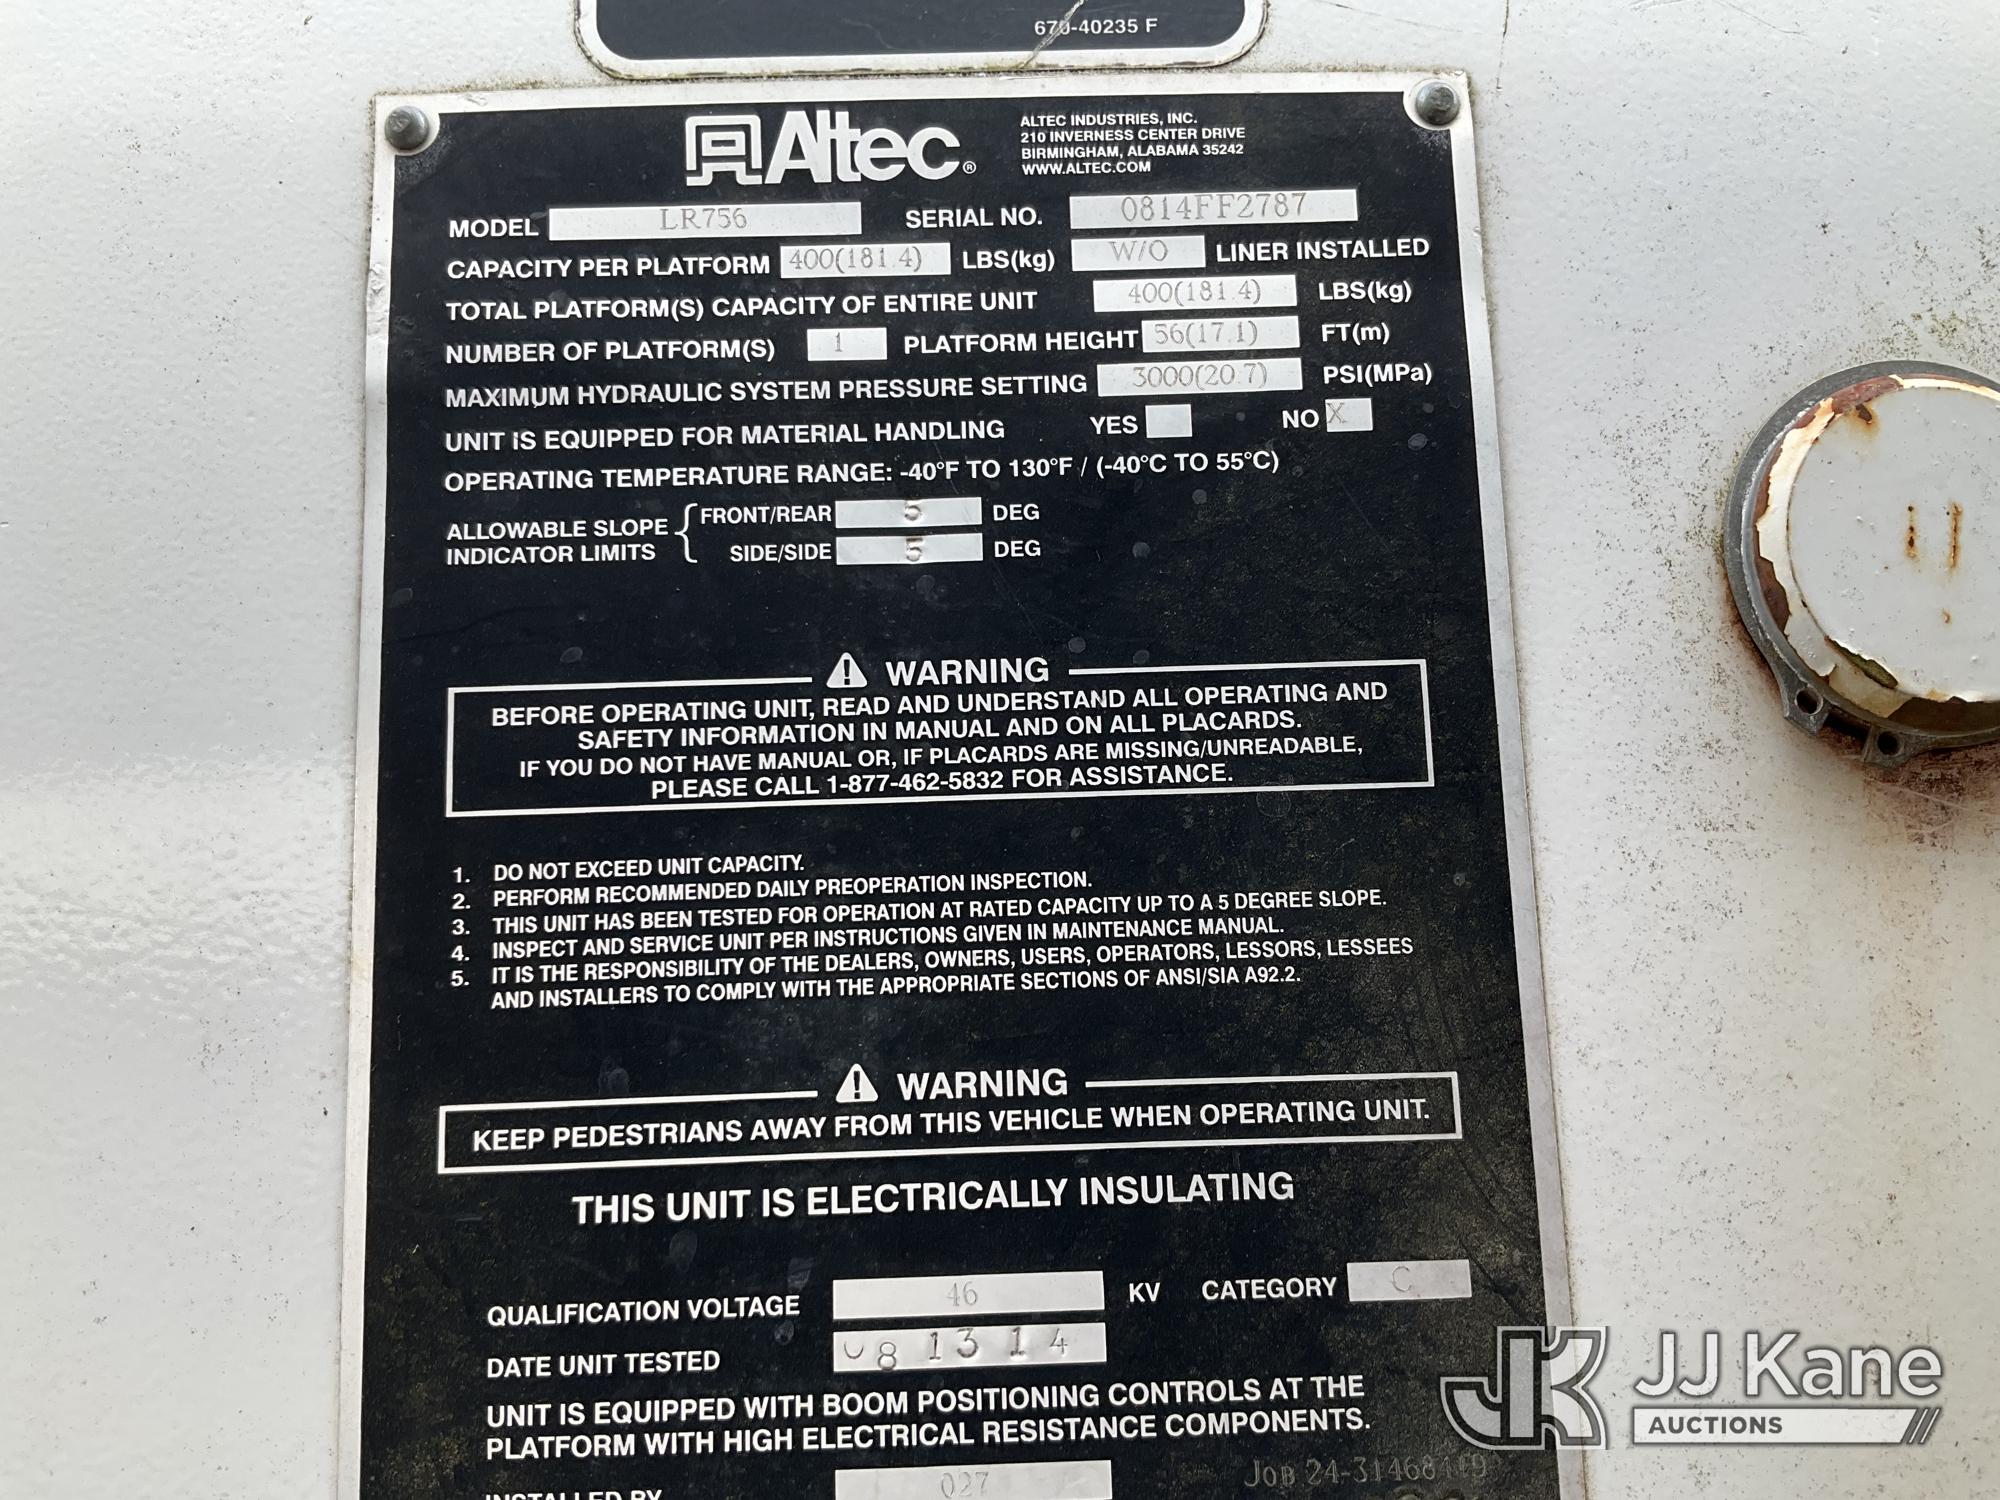 670-40235 F
Altec®
ALTEC INDUSTRIES, INC.
210 INVERNESS CENTER DRIVE
BIRMINGHAM, ALABAMA 35242
WWW.ALTEC.COM
MODEL LR756 SERIAL NO. 0814FF2787
CAPACITY PER PLATFORM 400(181.4) LBS(kg) W/O LINER INSTALLED
TOTAL PLATFORM(S) CAPACITY OF ENTIRE UNIT 400(181.4) LBS(kg)
NUMBER OF PLATFORM(S) 1 PLATFORM HEIGHT 56(17.1) FT(m)
MAXIMUM HYDRAULIC SYSTEM PRESSURE SETTING 3000(20.7) PSI(MPa)
UNIT IS EQUIPPED FOR MATERIAL HANDLING YES NO X
OPERATING TEMPERATURE RANGE: -40°F TO 130°F / (-40°C TO 55°C)
ALLOWABLE SLOPE INDICATOR LIMITS { FRONT/REAR 5 DEG
SIDE/SIDE 5 DEG
⚠ WARNING
BEFORE OPERATING UNIT, READ AND UNDERSTAND ALL OPERATING AND
SAFETY INFORMATION IN MANUAL AND ON ALL PLACARDS.
IF YOU DO NOT HAVE MANUAL OR, IF PLACARDS ARE MISSING/UNREADABLE,
PLEASE CALL 1-877-462-5832 FOR ASSISTANCE.
1. DO NOT EXCEED UNIT CAPACITY.
2. PERFORM RECOMMENDED DAILY PREOPERATION INSPECTION.
3. THIS UNIT HAS BEEN TESTED FOR OPERATION AT RATED CAPACITY UP TO A 5 DEGREE SLOPE.
4. INSPECT AND SERVICE UNIT PER INSTRUCTIONS GIVEN IN MAINTENANCE MANUAL.
5. IT IS THE RESPONSIBILITY OF THE DEALERS, OWNERS, USERS, OPERATORS, LESSORS, LESSEES
AND INSTALLERS TO COMPLY WITH THE APPROPRIATE SECTIONS OF ANSI/SIA A92.2.
⚠ WARNING
KEEP PEDESTRIANS AWAY FROM THIS VEHICLE WHEN OPERATING UNIT.
THIS UNIT IS ELECTRICALLY INSULATING
QUALIFICATION VOLTAGE 46 KV CATEGORY C
DATE UNIT TESTED 08 13 14
UNIT IS EQUIPPED WITH BOOM POSITIONING CONTROLS AT THE
PLATFORM WITH HIGH ELECTRICAL RESISTANCE COMPONENTS.
INSTALLED BY 027
JOB 24-
JJ Kane
AUCTIONS